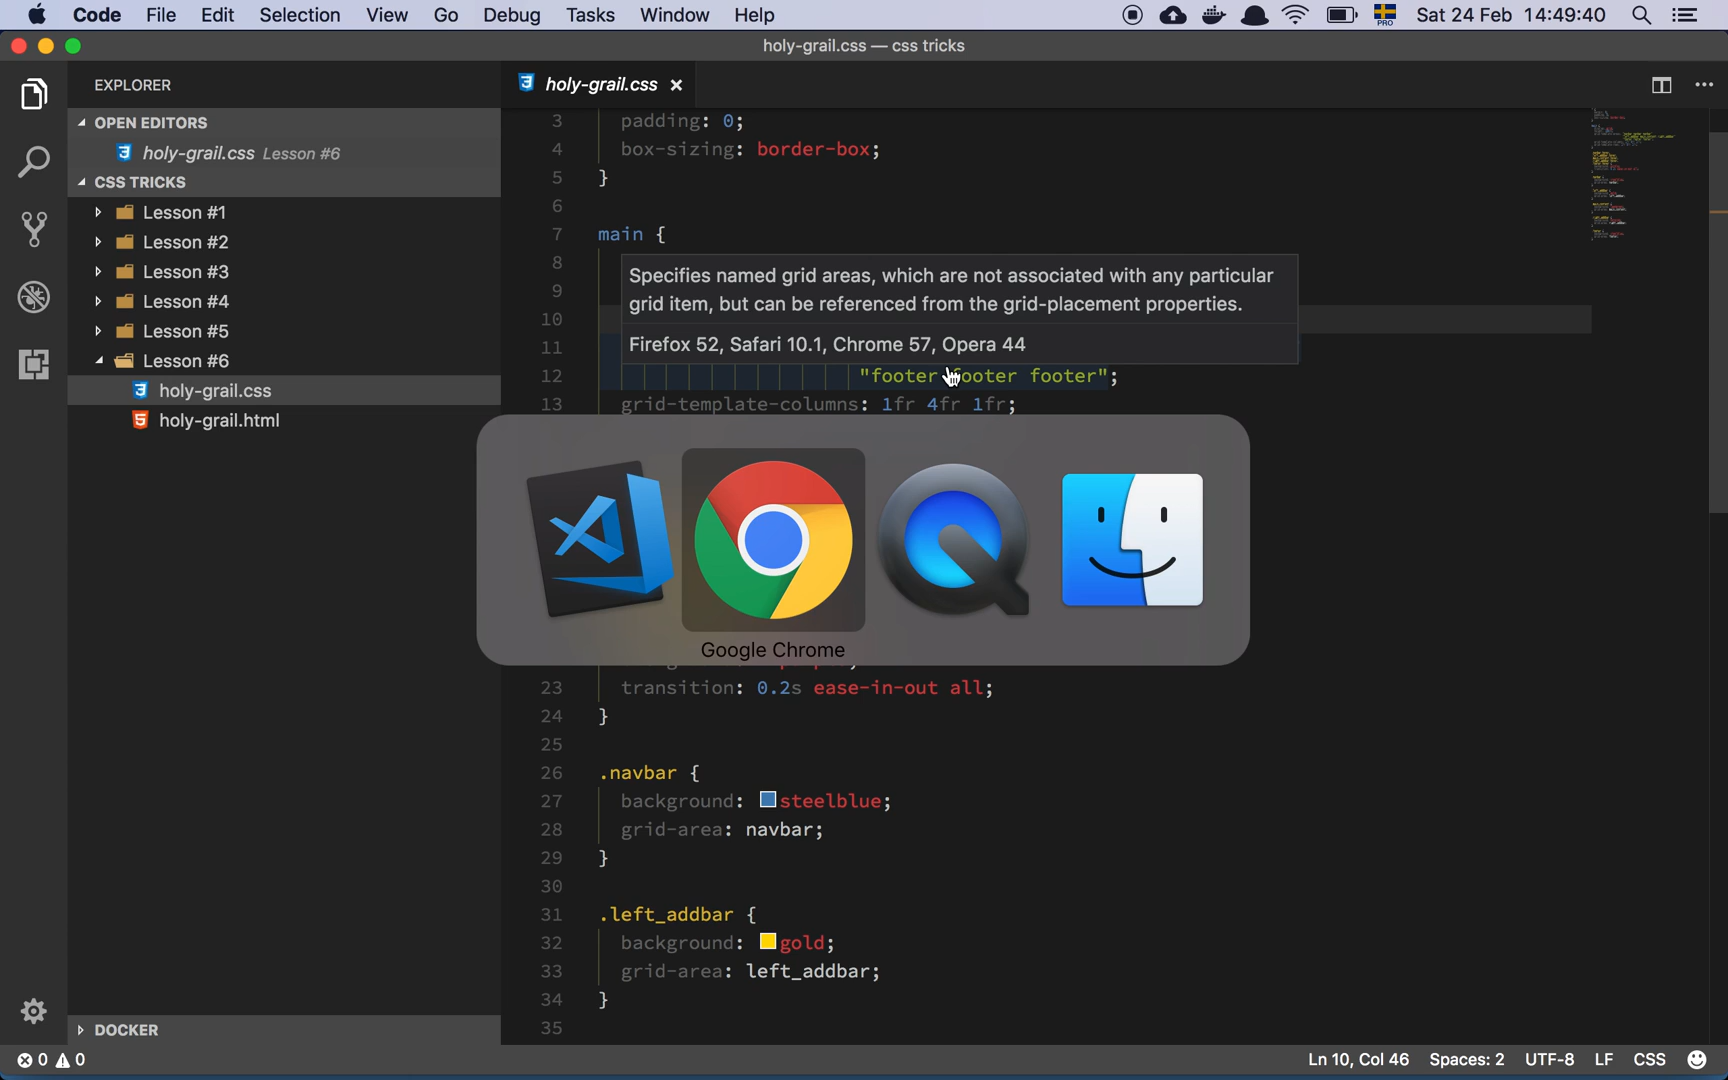 Code File Edit Selection View Go Debug Tasks Window Help PRO Sat 24 Feb 14:49:40
holy-grail.css — css tricks
EXPLORER
OPEN EDITORS
holy-grail.css Lesson #6
CSS TRICKS
Lesson #1
Lesson #2
Lesson #3
Lesson #4
Lesson #5
Lesson #6
holy-grail.css
holy-grail.html
DOCKER
holy-grail.css
3 padding: 0;
4 box-sizing: border-box;
5 }
6
7 main {
8
9
10
11
12 "footer footer footer";
13 grid-template-columns: 1fr 4fr 1fr;
Specifies named grid areas, which are not associated with any particular
grid item, but can be referenced from the grid-placement properties.
Firefox 52, Safari 10.1, Chrome 57, Opera 44
Google Chrome
23 transition: 0.2s ease-in-out all;
24 }
25
26 .navbar {
27 background: steelblue;
28 grid-area: navbar;
29 }
30
31 .left_addbar {
32 background: gold;
33 grid-area: left_addbar;
34 }
35
0 0 Ln 10, Col 46 Spaces: 2 UTF-8 LF CSS